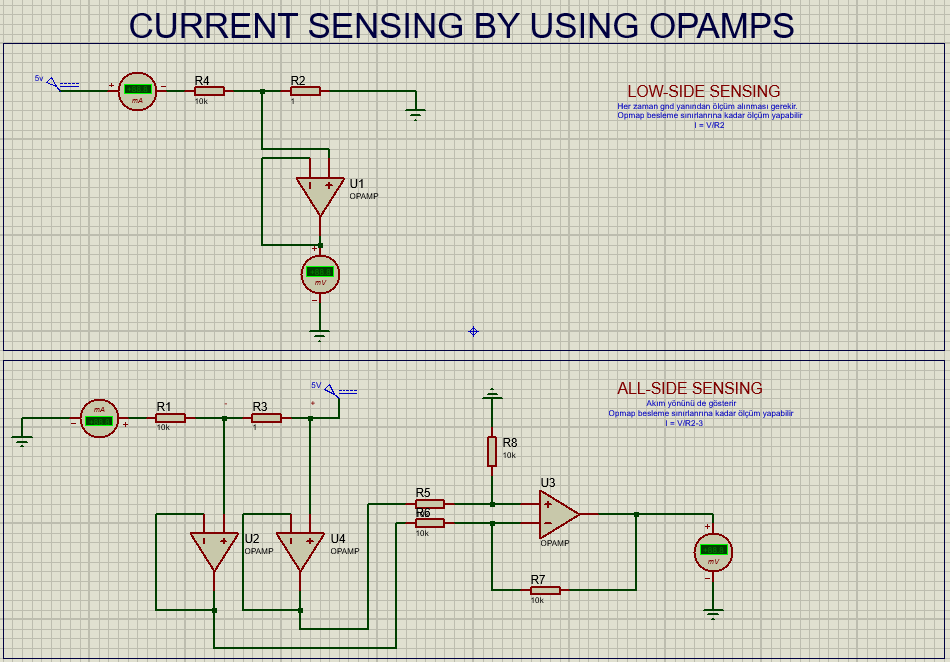 CURRENT SENSING BY USING OPAMPS
5v
+
−
mA
R4
10k
R2
1
LOW-SIDE SENSING
Her zaman gnd yanından ölçüm alınması gerekir.
Opmap besleme sınırlarınına kadar ölçüm yapabilir
I = V/R2
U1
OPAMP
+
mV
−
ALL-SIDE SENSING
Akım yönünü de gösterir
Opmap besleme sınırlarınına kadar ölçüm yapabilir
I = V/R2-3
5V
mA
−
+
R1
10k
-
R3
1
+
R8
10k
R5
R6
10k
U3
OPAMP
U2
OPAMP
U4
OPAMP
R7
10k
+
mV
−